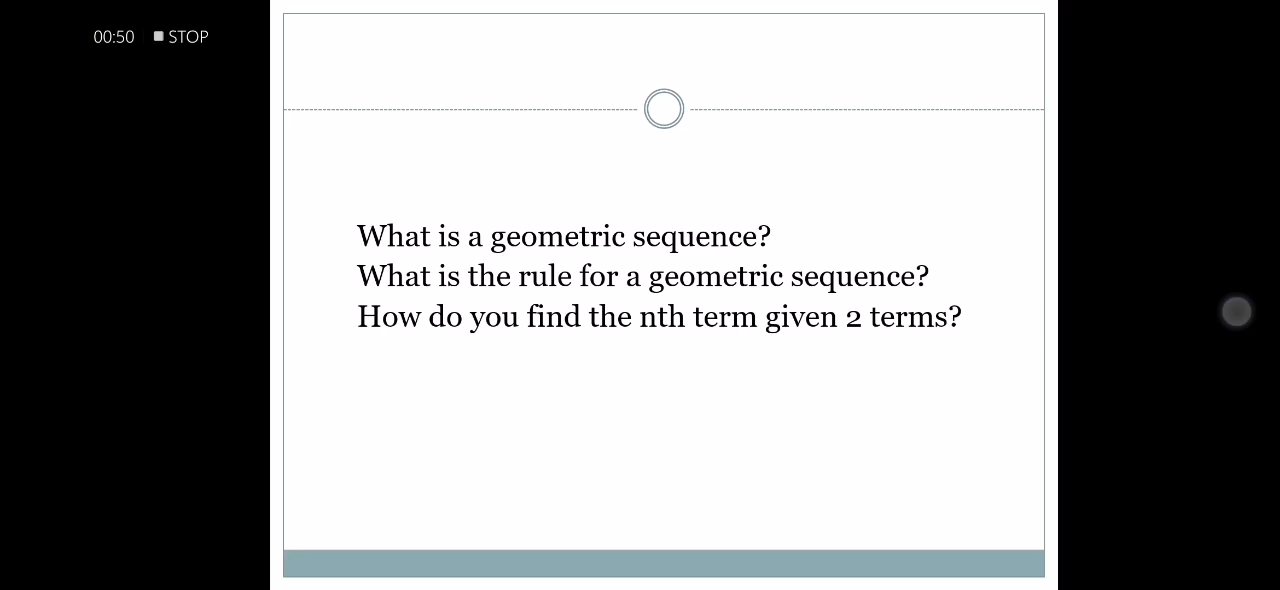 00:50 STOP
What is a geometric sequence?
What is the rule for a geometric sequence?
How do you find the nth term given 2 terms?